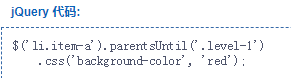 jQuery 代码:
$('li.item-a').parentsUntil('.level-1')
    .css('background-color', 'red');